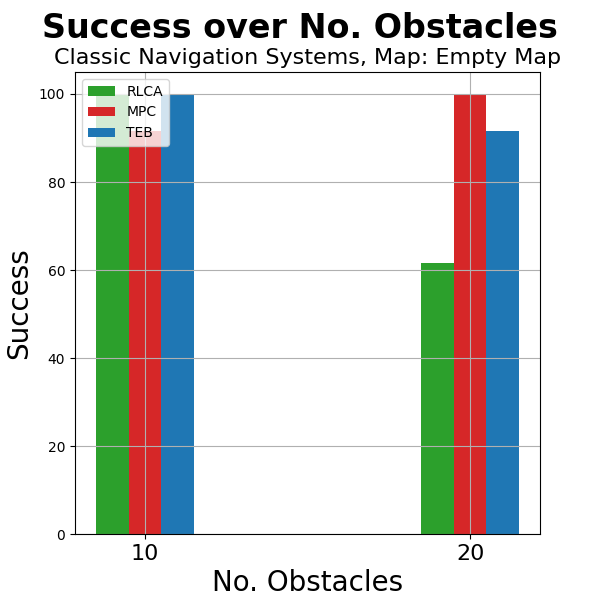 Success over No. Obstacles
Classic Navigation Systems, Map: Empty Map
RLCA
MPC
TEB
100
80
60
40
20
0
Success
10
20
No. Obstacles